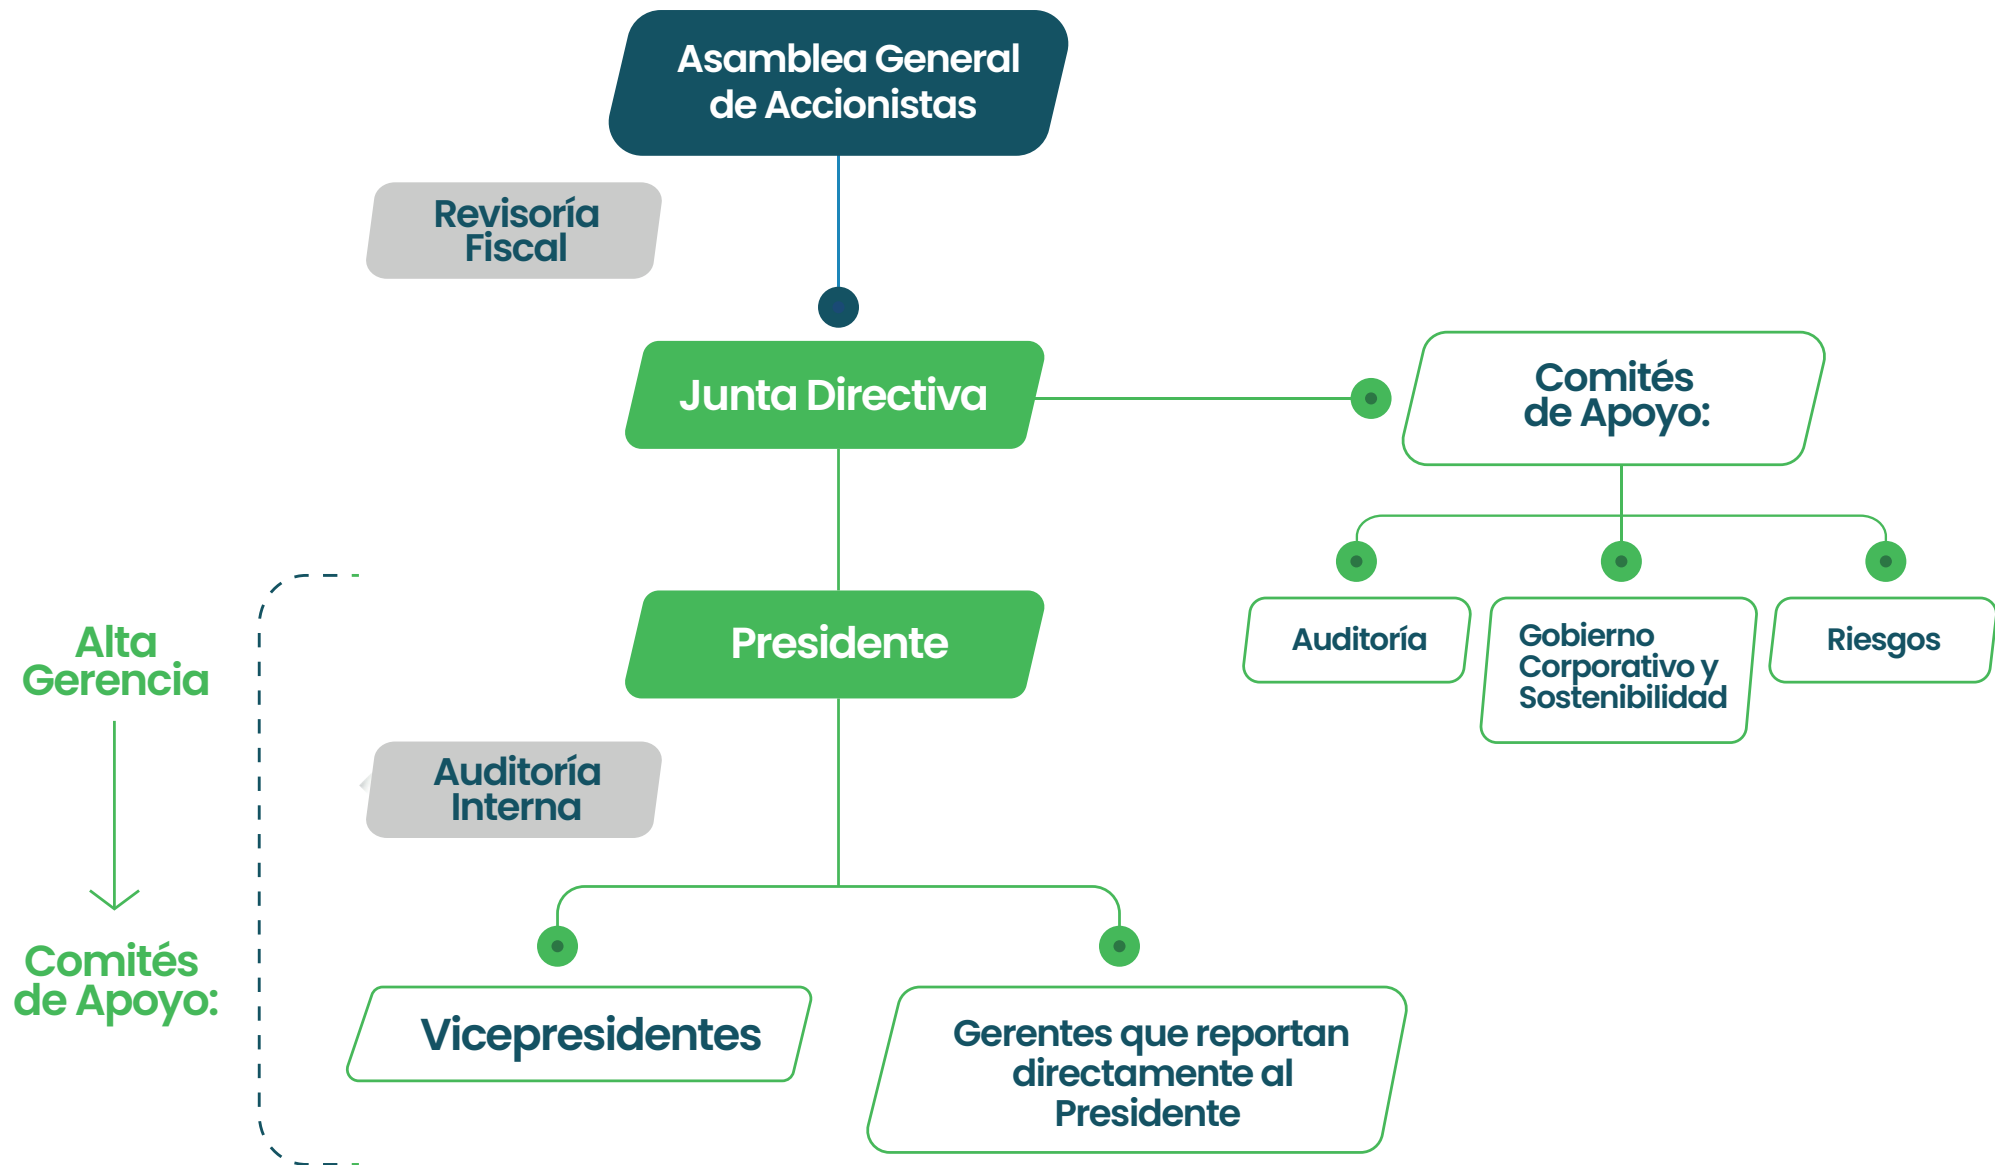 Asamblea General
de Accionistas
Revisoría
Fiscal
Junta Directiva
Comités
de Apoyo:
Auditoría
Gobierno
Corporativo y
Sostenibilidad
Riesgos
Presidente
Alta
Gerencia
Auditoría
Interna
Comités
de Apoyo:
Vicepresidentes
Gerentes que reportan
directamente al
Presidente